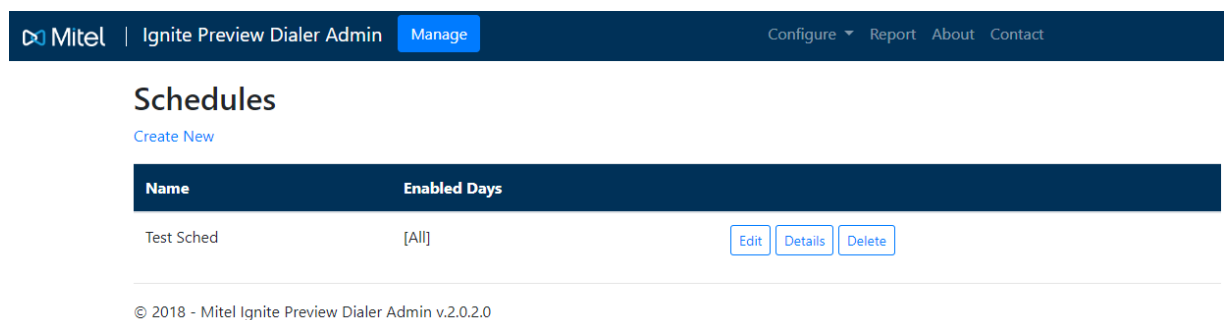 Mitel | Ignite Preview Dialer Admin Manage Configure Report About Contact
Schedules
Create New
Name Enabled Days
Test Sched [All] Edit Details Delete
© 2018 - Mitel Ignite Preview Dialer Admin v.2.0.2.0